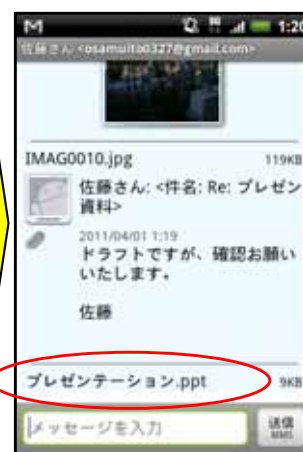 1:20
佐藤さん <osamuito0327@gmail.com>
IMAG0010.jpg 119KB
佐藤さん: <件名: Re: プレゼン
資料>
2011/04/01 1:19
ドラフトですが、確認お願い
いたします。
佐藤
プレゼンテーション.ppt 9KB
メッセージを入力
送信
MMS